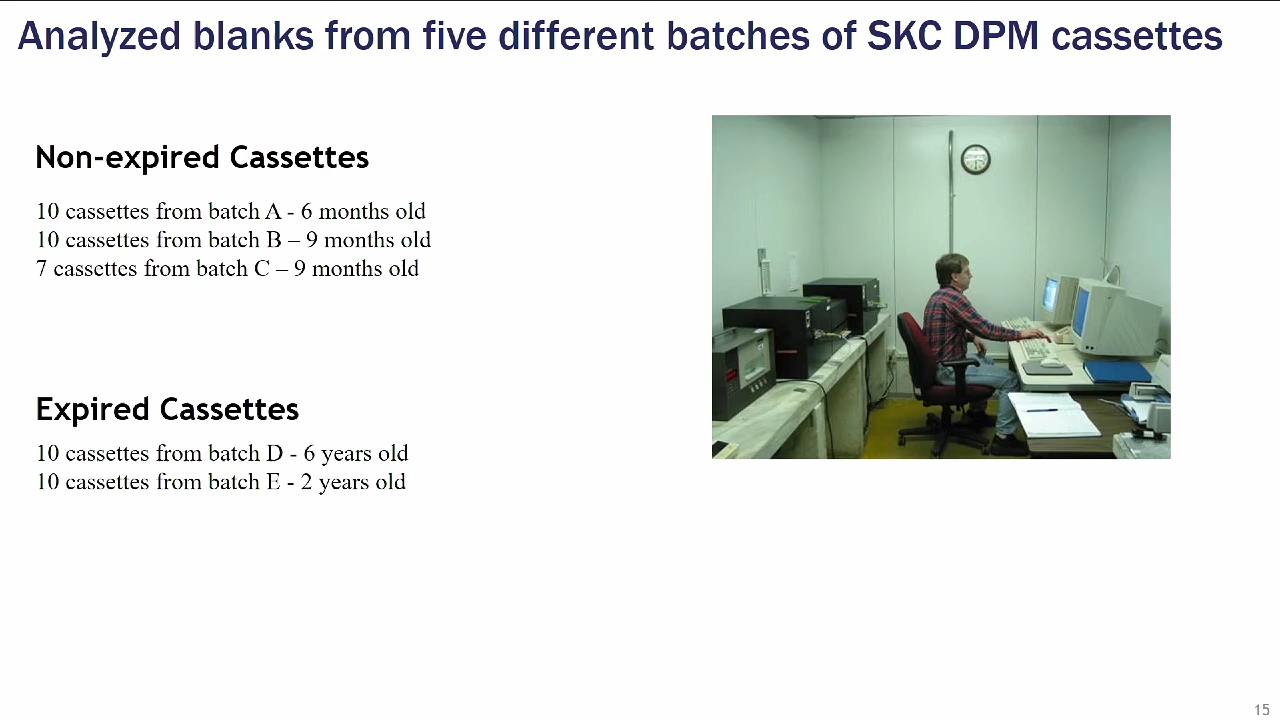 Analyzed blanks from five different batches of SKC DPM cassettes
Non-expired Cassettes
10 cassettes from batch A - 6 months old
10 cassettes from batch B – 9 months old
7 cassettes from batch C – 9 months old
Expired Cassettes
10 cassettes from batch D - 6 years old
10 cassettes from batch E - 2 years old
15